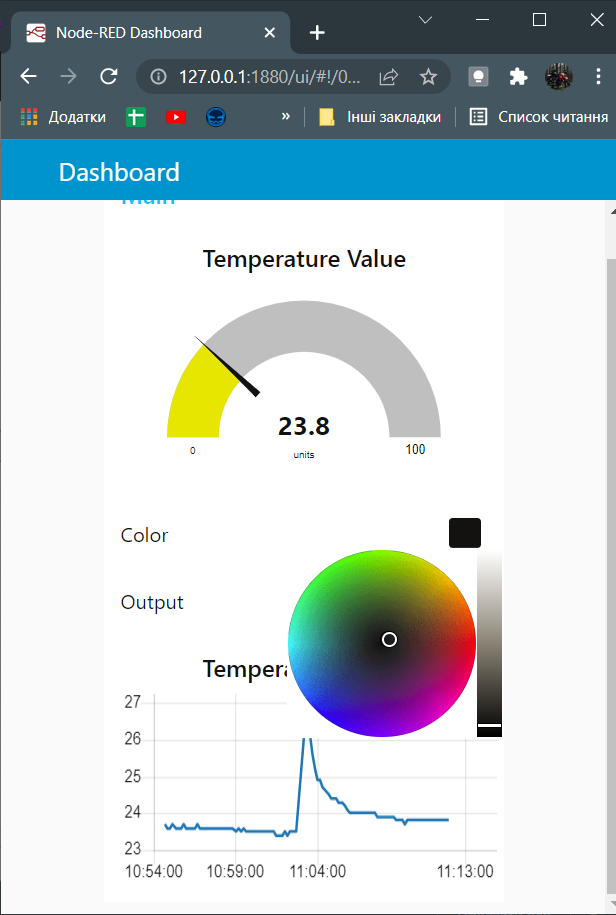 Node-RED Dashboard
127.0.0.1:1880/ui/#!/0...
Додатки
»
Інші закладки
Список читання
Dashboard
Main
Temperature Value
23.8
0
units
100
Color
Output
Tempera
27
26
25
24
23
10:54:00
10:59:00
11:04:00
11:13:00